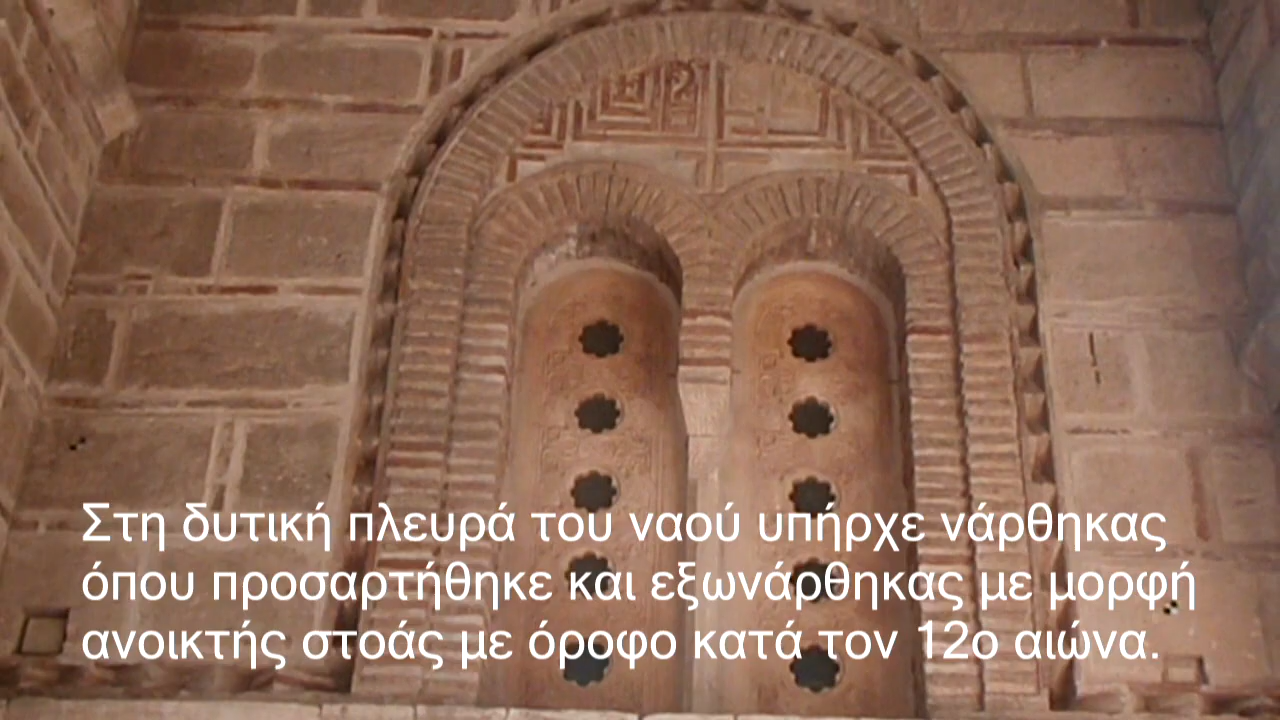 Στη δυτική πλευρά του ναού υπήρχε νάρθηκας
όπου προσαρτήθηκε και εξωνάρθηκας με μορφή
ανοικτής στοάς με όροφο κατά τον 12ο αιώνα.